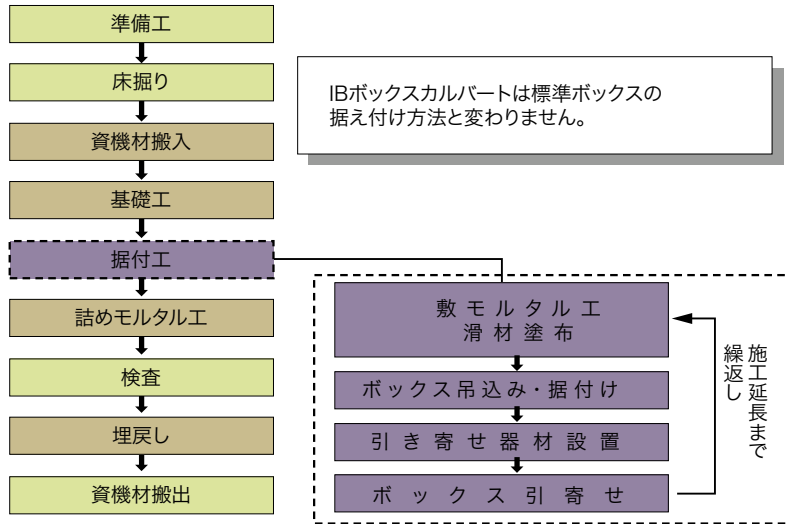 準備工
床掘り
資機材搬入
基礎工
据付工
詰めモルタル工
検査
埋戻し
資機材搬出
IBボックスカルバートは標準ボックスの
据え付け方法と変わりません。
敷モルタル工
滑材塗布
ボックス吊込み・据付け
引き寄せ器材設置
ボックス引寄せ
施工延長まで
繰返し